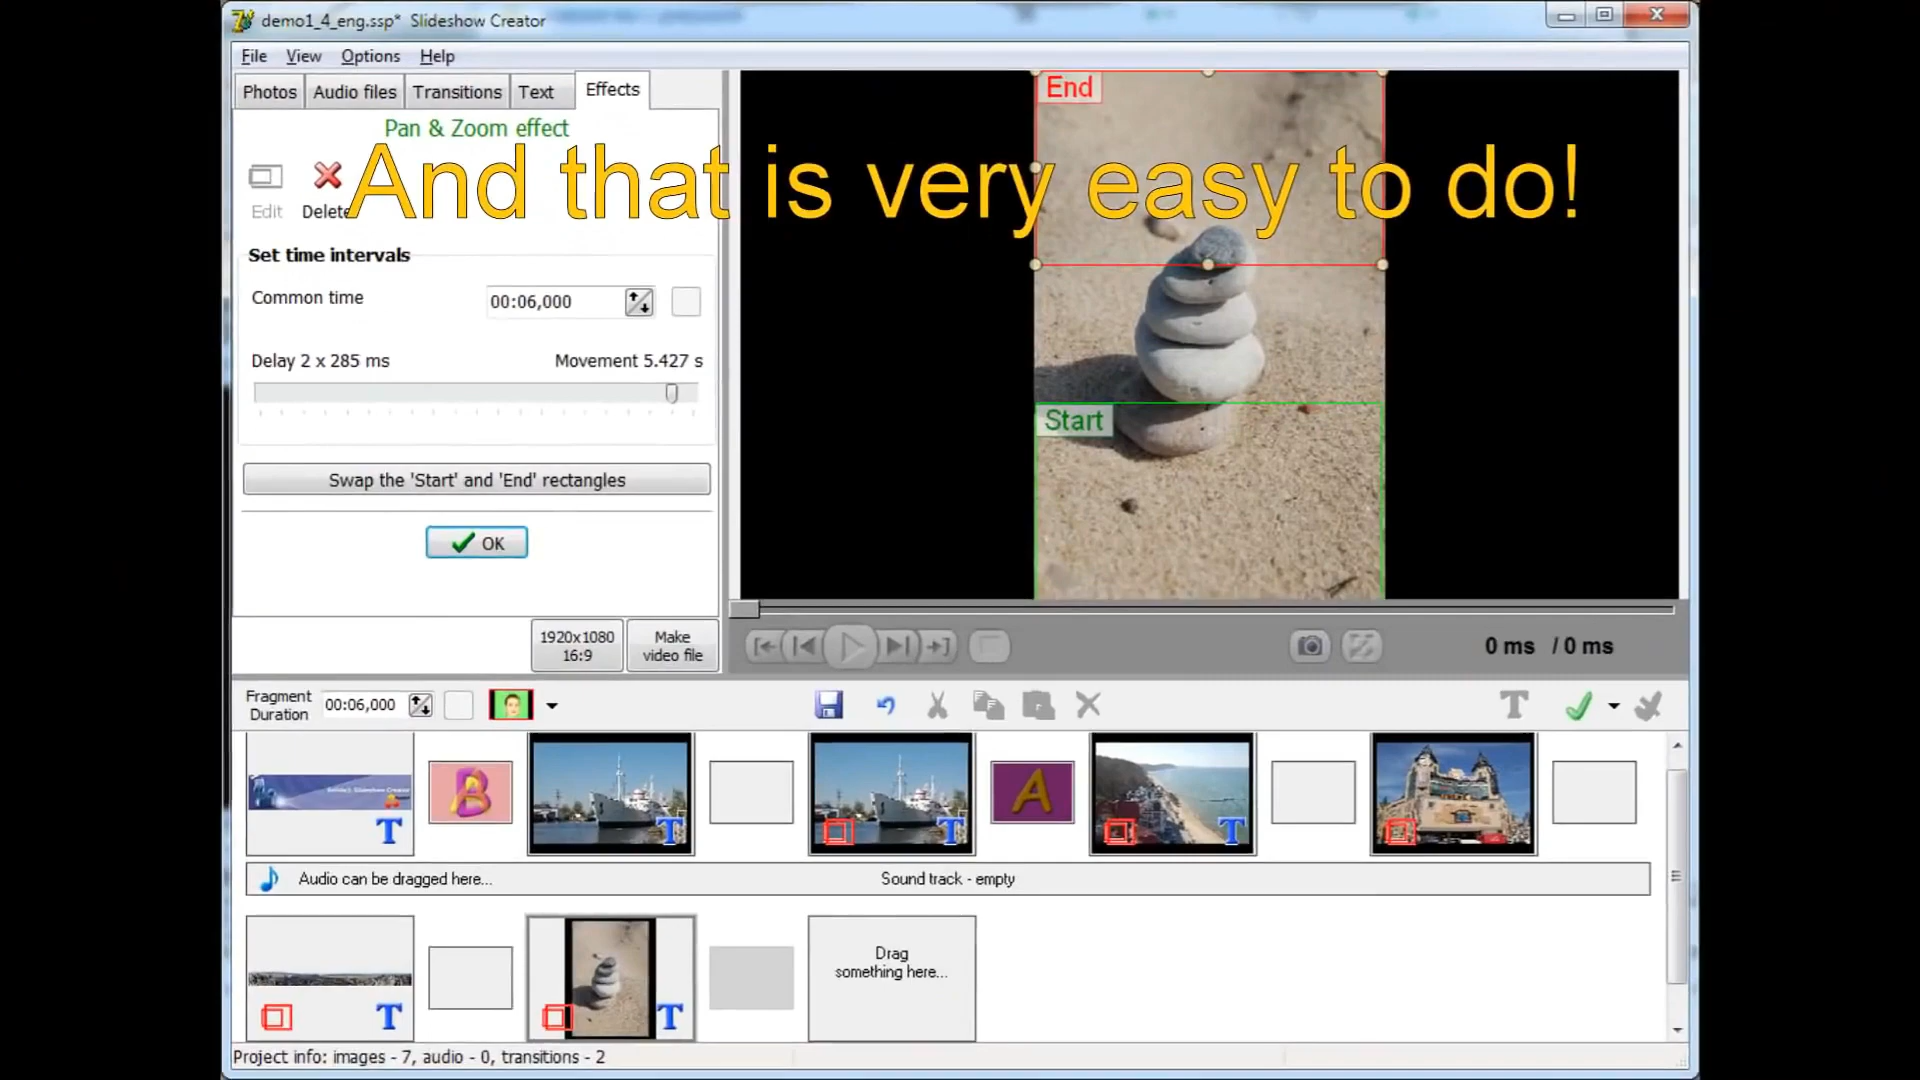 demo1_4_eng.ssp* Slideshow Creator
File View Options Help
Photos Audio files Transitions Text Effects
Pan & Zoom effect
And that is very easy to do!
Edit Delete
Set time intervals
Common time 00:06,000
Delay 2 x 285 ms Movement 5.427 s
Swap the 'Start' and 'End' rectangles
OK
1920x1080
16:9
Make
video file
End
Start
0 ms / 0 ms
Fragment
Duration
00:06,000
T
B
T
T
A
T
Audio can be dragged here... Sound track - empty
T
T
Drag
something here...
Project info: images - 7, audio - 0, transitions - 2